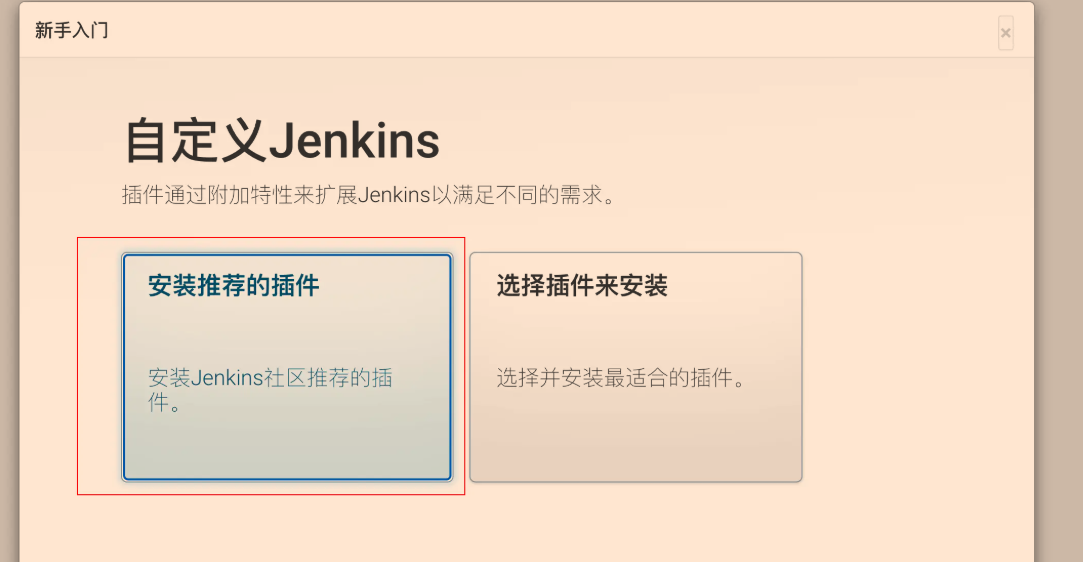 新手入门
×
自定义Jenkins
插件通过附加特性来扩展Jenkins以满足不同的需求。
安装推荐的插件
安装Jenkins社区推荐的插
件。
选择插件来安装
选择并安装最适合的插件。